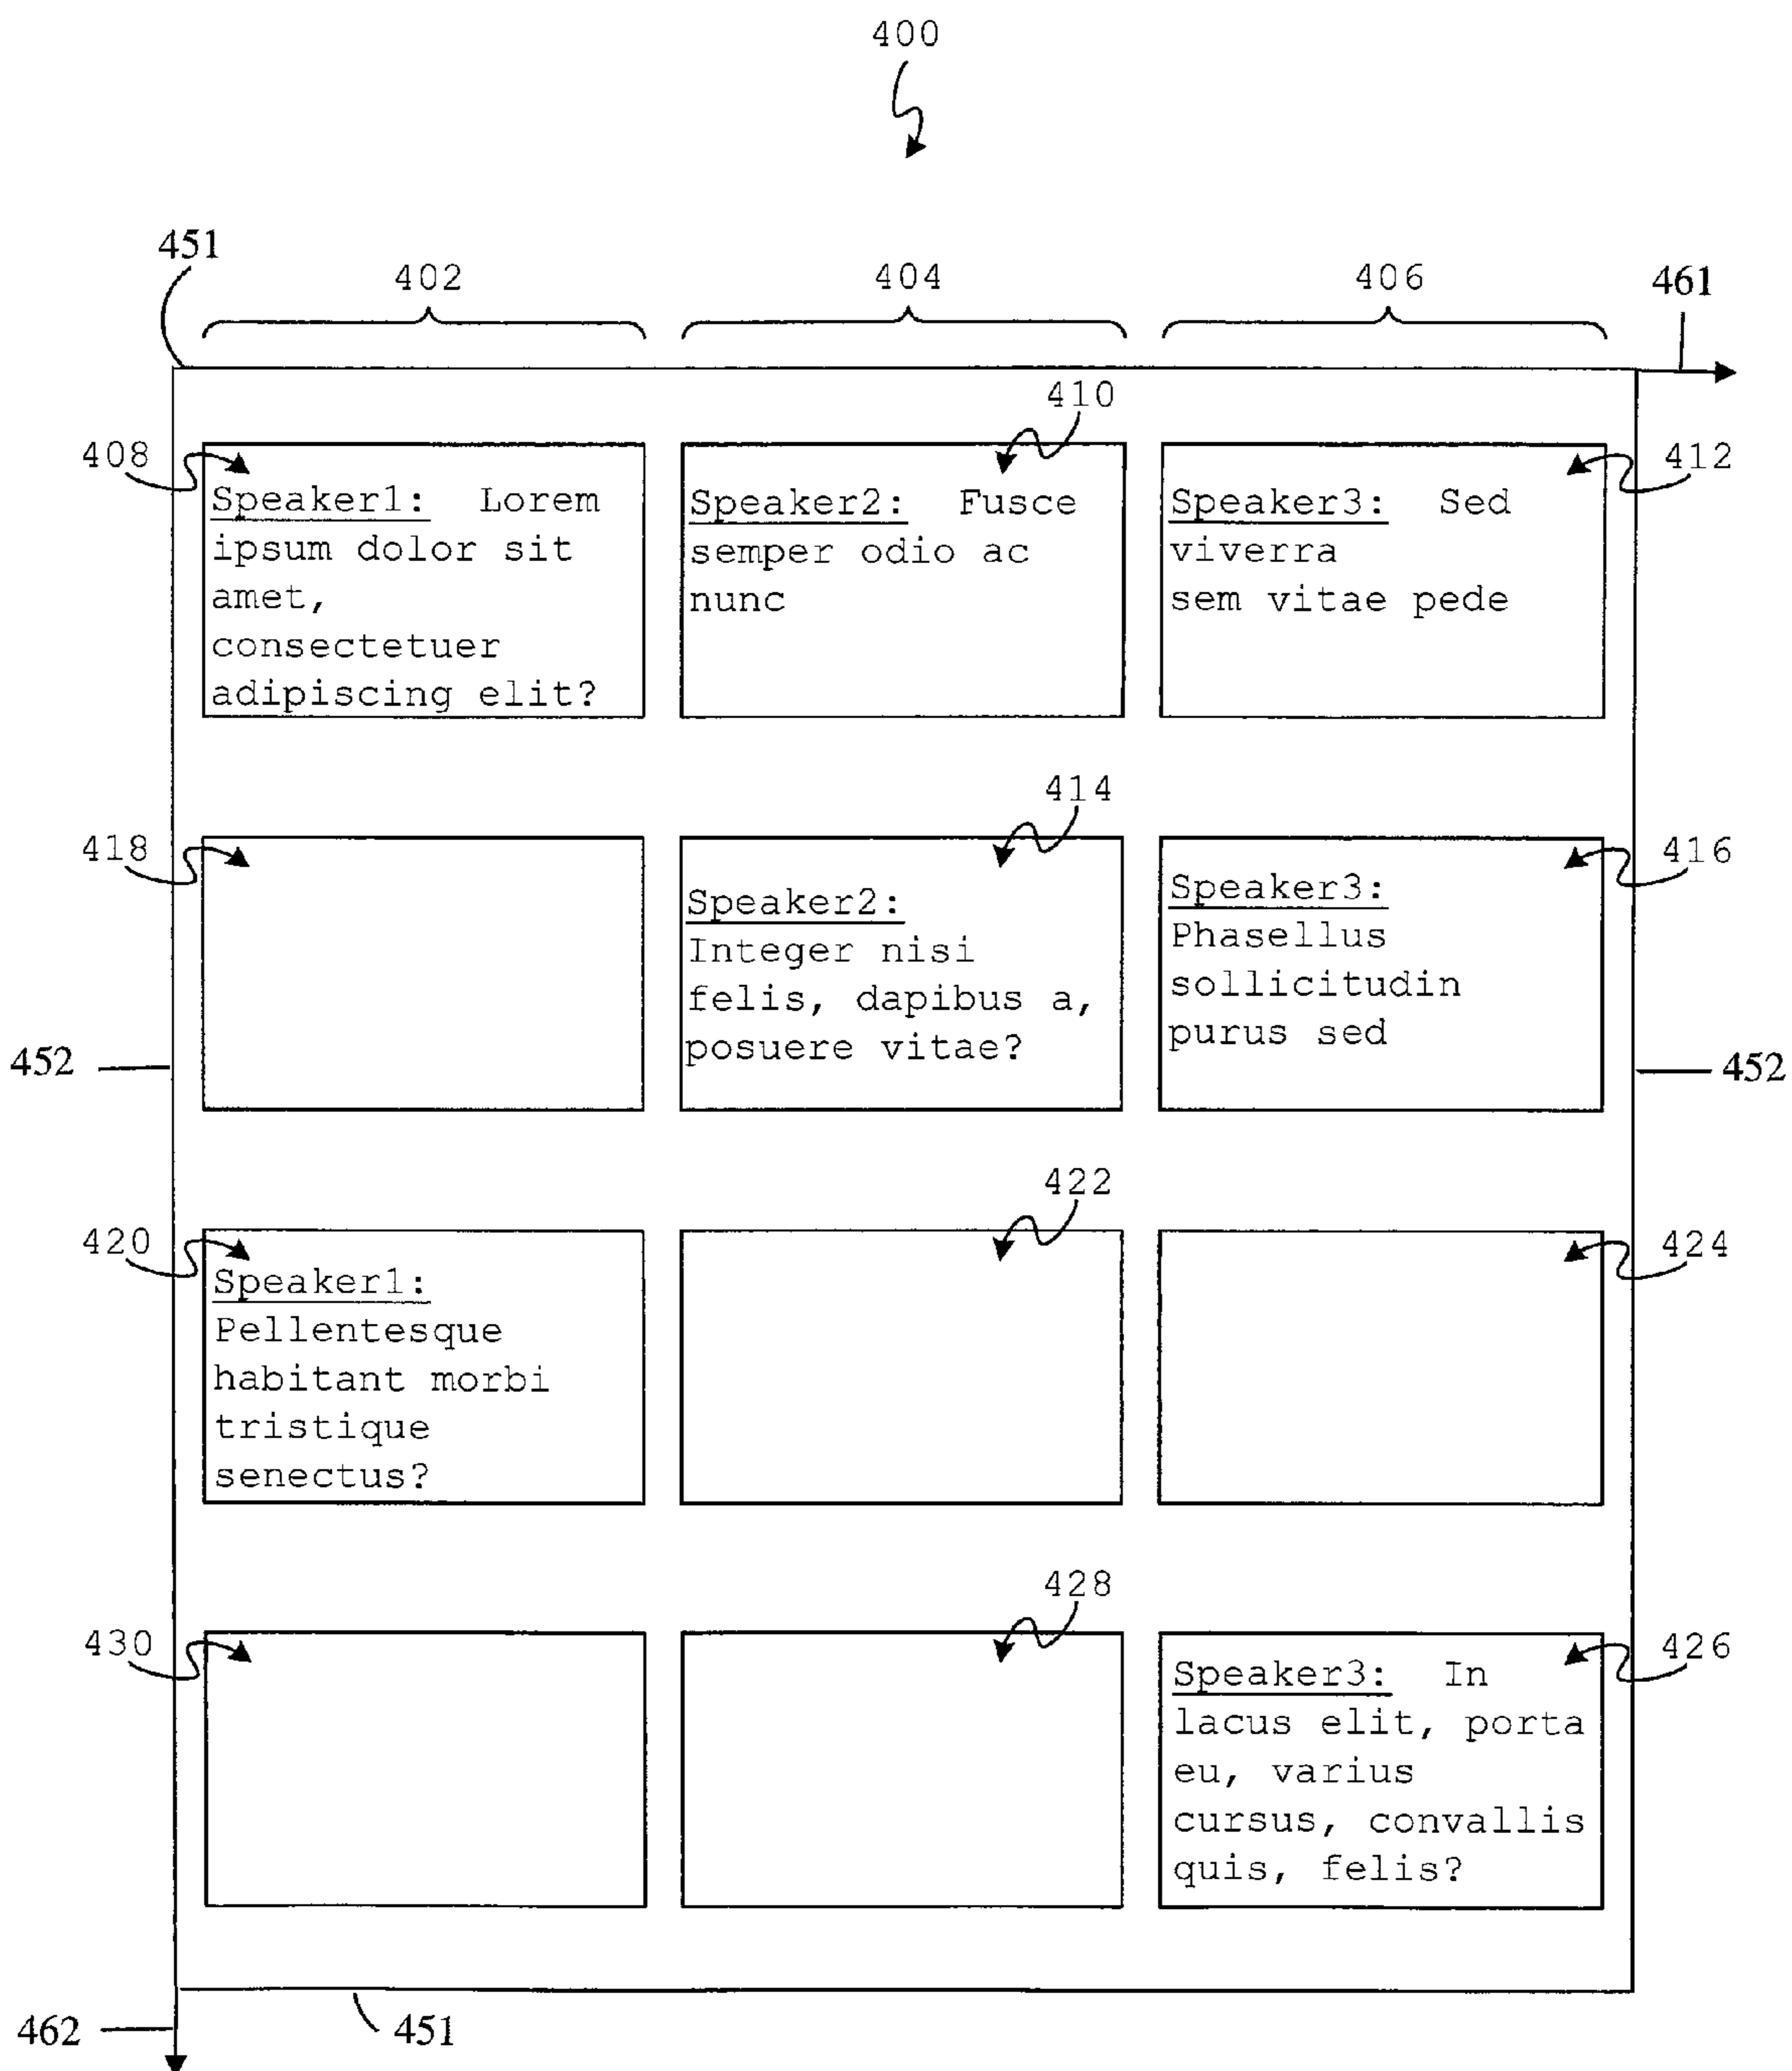 400
451
402 404 406 461
410
408 412
Speaker1: Lorem
ipsum dolor sit
amet,
consectetuer
adipiscing elit?
Speaker2: Fusce
semper odio ac
nunc
Speaker3: Sed
viverra
sem vitae pede
414
418 416
Speaker2:
Integer nisi
felis, dapibus a,
posuere vitae?
Speaker3:
Phasellus
sollicitudin
purus sed
452 452
422
420 424
Speaker1:
Pellentesque
habitant morbi
tristique
senectus?
428
430 426
Speaker3: In
lacus elit, porta
eu, varius
cursus, convallis
quis, felis?
462 451